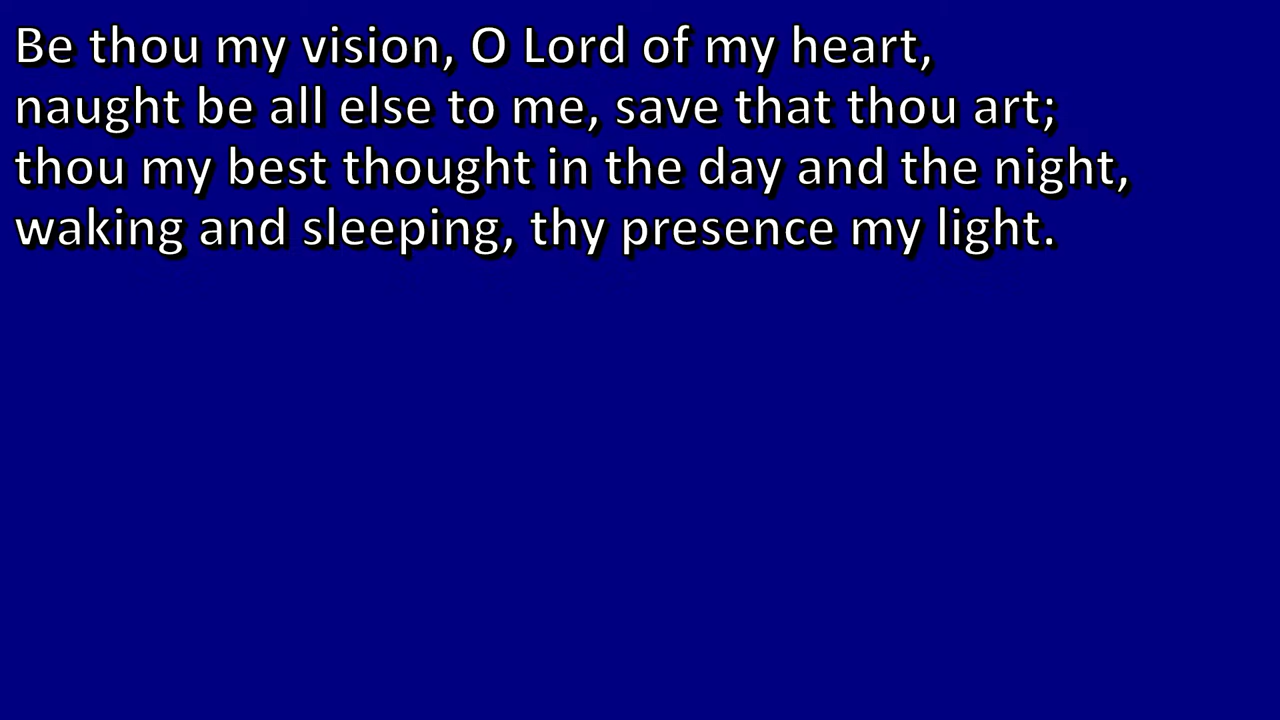 Be thou my vision, O Lord of my heart,
naught be all else to me, save that thou art;
thou my best thought in the day and the night,
waking and sleeping, thy presence my light.